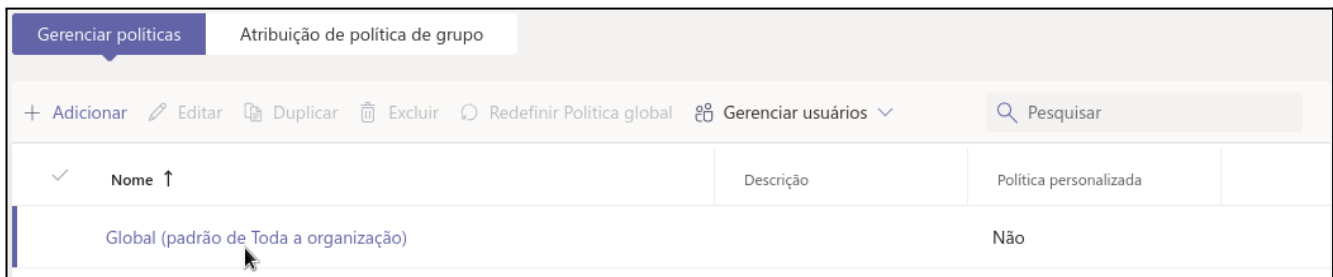 Gerenciar políticas Atribuição de política de grupo
Adicionar Editar Duplicar Excluir Redefinir Política global Gerenciar usuários Pesquisar
Nome ↑ Descrição Política personalizada
Global (padrão de Toda a organização) Não